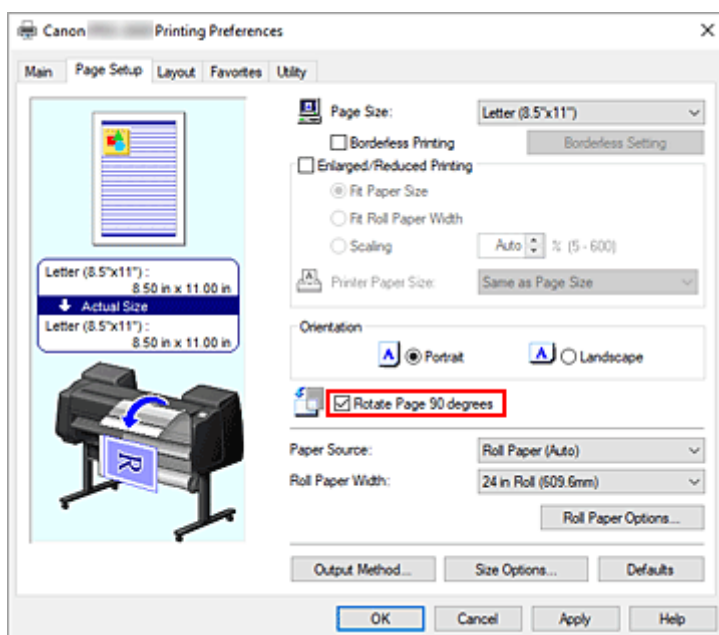 Canon Printing Preferences
Main Page Setup Layout Favorites Utility
Page Size: Letter (8.5"x11")
Borderless Printing Borderless Setting
Enlarged/Reduced Printing
Fit Paper Size
Fit Roll Paper Width
Scaling Auto % (5 - 600)
Printer Paper Size: Same as Page Size
Letter (8.5"x11") :
8.50 in x 11.00 in
Actual Size
Letter (8.5"x11") :
8.50 in x 11.00 in
Orientation
A Portrait A Landscape
Rotate Page 90 degrees
R
Paper Source: Roll Paper (Auto)
Roll Paper Width: 24 in Roll (609.6mm)
Roll Paper Options...
Output Method... Size Options... Defaults
OK Cancel Apply Help